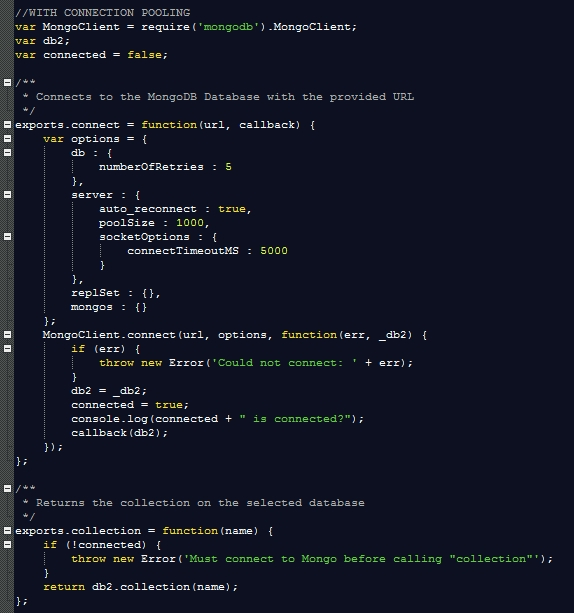 //WITH CONNECTION POOLING
var MongoClient = require('mongodb').MongoClient;
var db2;
var connected = false;

/**
 * Connects to the MongoDB Database with the provided URL
 */
exports.connect = function(url, callback) {
    var options = {
        db : {
            numberOfRetries : 5
        },
        server : {
            auto_reconnect : true,
            poolSize : 1000,
            socketOptions : {
                connectTimeoutMS : 5000
            }
        },
        replSet : {},
        mongos : {}
    };
    MongoClient.connect(url, options, function(err, _db2) {
        if (err) {
            throw new Error('Could not connect: ' + err);
        }
        db2 = _db2;
        connected = true;
        console.log(connected + " is connected?");
        callback(db2);
    });
};

/**
 * Returns the collection on the selected database
 */
exports.collection = function(name) {
    if (!connected) {
        throw new Error('Must connect to Mongo before calling "collection"');
    }
    return db2.collection(name);
};